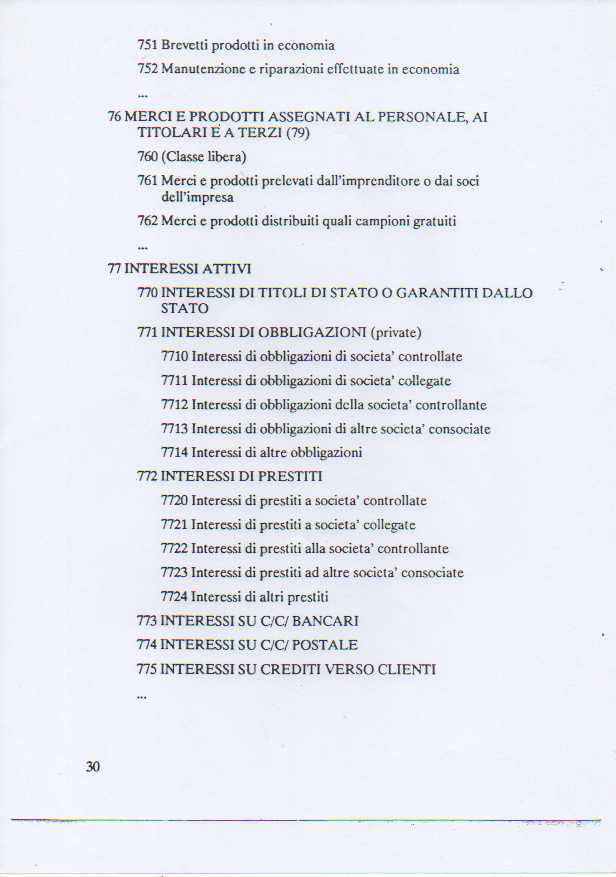 751 Brevetti prodotti in economia
752 Manutenzione e riparazioni effettuate in economia
...
76 MERCI E PRODOTTI ASSEGNATI AL PERSONALE, AI
TITOLARI E A TERZI (79)
760 (Classe libera)
761 Merci e prodotti prelevati dall'imprenditore o dai soci
dell'impresa
762 Merci e prodotti distribuiti quali campioni gratuiti
...
77 INTERESSI ATTIVI
770 INTERESSI DI TITOLI DI STATO O GARANTITI DALLO
STATO
771 INTERESSI DI OBBLIGAZIONI (private)
7710 Interessi di obbligazioni di societa' controllate
7711 Interessi di obbligazioni di societa' collegate
7712 Interessi di obbligazioni della societa' controllante
7713 Interessi di obbligazioni di altre societa' consociate
7714 Interessi di altre obbligazioni
772 INTERESSI DI PRESTITI
7720 Interessi di prestiti a societa' controllate
7721 Interessi di prestiti a societa' collegate
7722 Interessi di prestiti alla societa' controllante
7723 Interessi di prestiti ad altre societa' consociate
7724 Interessi di altri prestiti
773 INTERESSI SU C/C/ BANCARI
774 INTERESSI SU C/C/ POSTALE
775 INTERESSI SU CREDITI VERSO CLIENTI
...
30